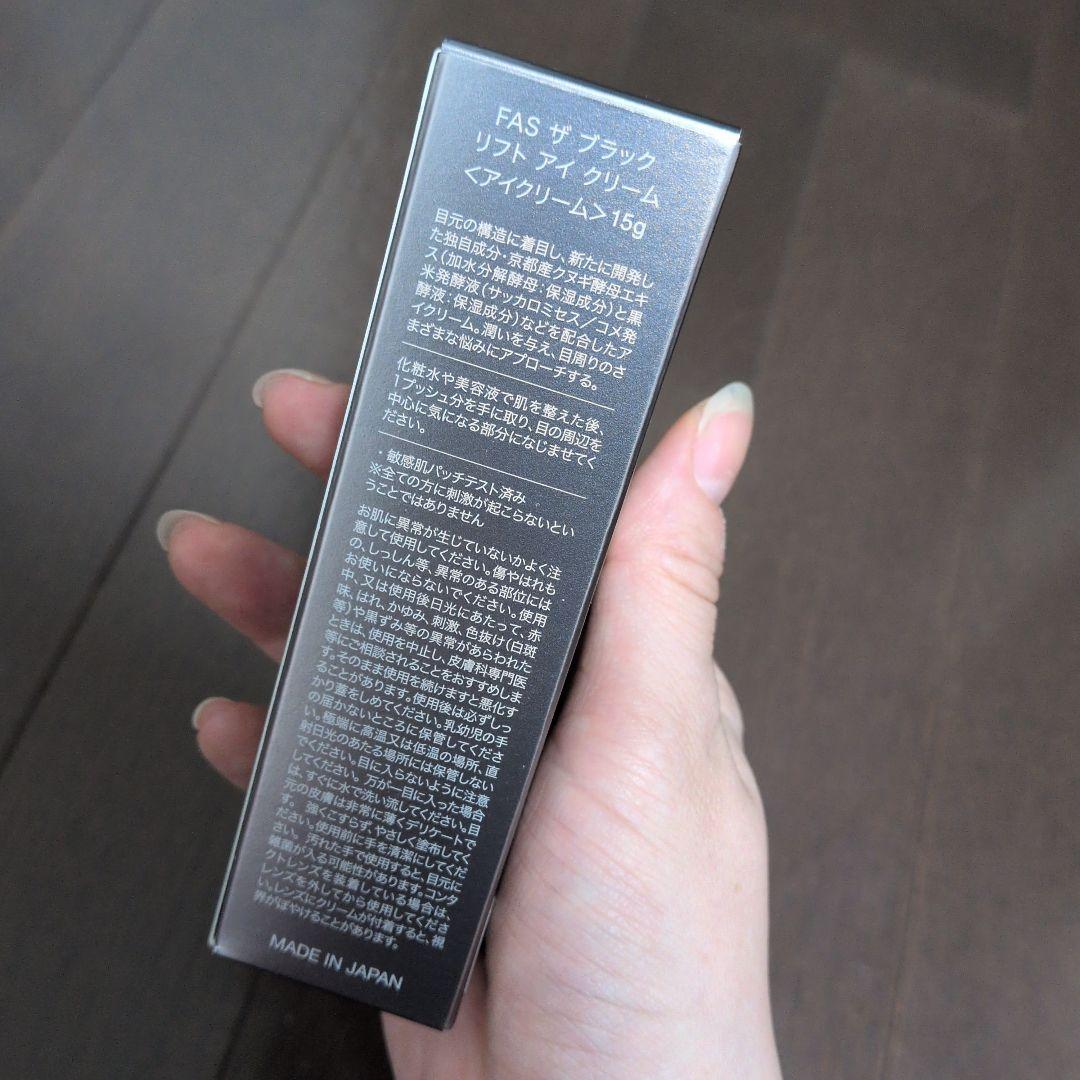 FAS ザ ブラック
リフト アイ クリーム
＜アイクリーム＞15g
目元の構造に着目し、新たに開発し
た独自成分・京都産クヌギ酵母エキ
ス（加水分解酵母：保湿成分）と黒
米発酵液（サッカロミセス／コメ発
酵液：保湿成分）などを配合したア
イクリーム。潤いを与え、目周りのさ
まざまな悩みにアプローチする。
化粧水や美容液で肌を整えた後、
1プッシュ分を手に取り、目の周辺を
中心に気になる部分になじませてく
ださい。
・敏感肌パッチテスト済み
※全ての方に刺激が起こらないとい
うことではありません
お肌に異常が生じていないかよく注
意して使用してください。傷やはれも
の、しっしん等、異常のある部位には
お使いにならないでください。使用
中、又は使用後日光にあたって、赤
味、はれ、かゆみ、刺激、色抜け（白斑
等）や黒ずみ等の異常があらわれた
ときは、使用を中止し、皮膚科専門医
等にご相談されることをおすすめしま
す。そのまま使用を続けますと悪化す
ることがあります。使用後は必ずしっ
かり蓋をしめてください。乳幼児の手
の届かないところに保管してくださ
い。極端に高温又は低温の場所、直
射日光のあたる場所には保管しない
でください。目に入らないように注意
してください。万が一目に入った場合
は、すぐに水で洗い流してください。目
元の皮膚は非常に薄くデリケートで
す。強くこすらず、やさしく塗布してく
ださい。使用前に手を清潔にしてくだ
さい。汚れた手で使用すると、目元に
雑菌が入る可能性があります。コンタ
クトレンズを装着している場合は、
レンズを外してから使用してくださ
い。レンズにクリームが付着すると、視
界がぼやけることがあります。
MADE IN JAPAN